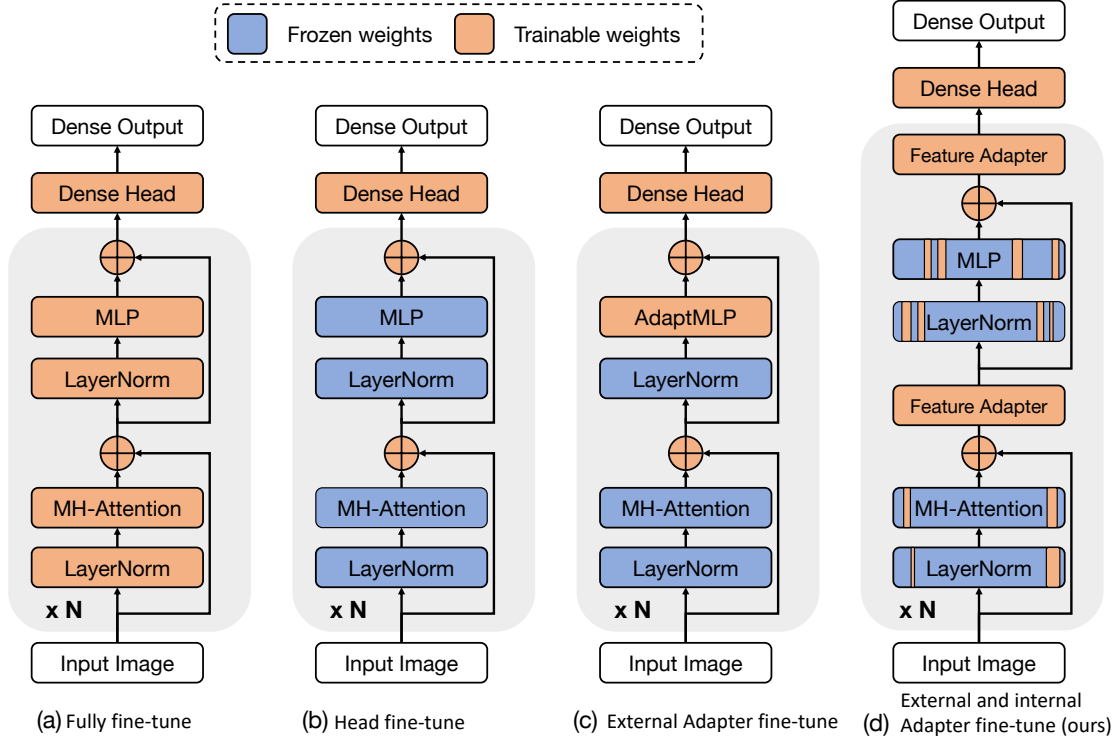 Frozen weights
Trainable weights
Dense Output
Dense Head
MLP
LayerNorm
MH-Attention
LayerNorm
x N
Input Image
(a) Fully fine-tune
Dense Output
Dense Head
MLP
LayerNorm
MH-Attention
LayerNorm
x N
Input Image
(b) Head fine-tune
Dense Output
Dense Head
AdaptMLP
LayerNorm
MH-Attention
LayerNorm
x N
Input Image
(c) External Adapter fine-tune
Dense Output
Dense Head
Feature Adapter
MLP
LayerNorm
Feature Adapter
MH-Attention
LayerNorm
x N
Input Image
(d) External and internal
Adapter fine-tune (ours)